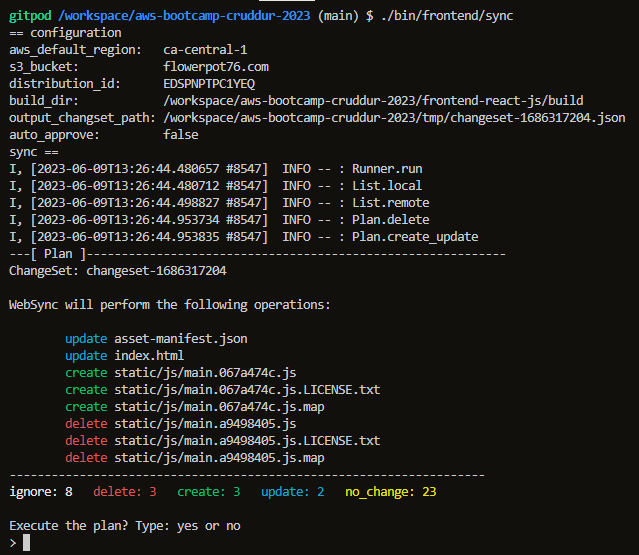 gitpod /workspace/aws-bootcamp-cruddur-2023 (main) $ ./bin/frontend/sync
== configuration
aws_default_region:   ca-central-1
s3_bucket:            flowerpot76.com
distribution_id:      EDSPNPTPC1YEQ
build_dir:            /workspace/aws-bootcamp-cruddur-2023/frontend-react-js/build
output_changset_path: /workspace/aws-bootcamp-cruddur-2023/tmp/changeset-1686317204.json
auto_approve:         false
sync ==
I, [2023-06-09T13:26:44.480657 #8547]  INFO -- : Runner.run
I, [2023-06-09T13:26:44.480712 #8547]  INFO -- : List.local
I, [2023-06-09T13:26:44.498827 #8547]  INFO -- : List.remote
I, [2023-06-09T13:26:44.953734 #8547]  INFO -- : Plan.delete
I, [2023-06-09T13:26:44.953835 #8547]  INFO -- : Plan.create_update
---[ Plan ]------------------------------------------------------------
ChangeSet: changeset-1686317204
WebSync will perform the following operations:
update asset-manifest.json
update index.html
create static/js/main.067a474c.js
create static/js/main.067a474c.js.LICENSE.txt
create static/js/main.067a474c.js.map
delete static/js/main.a9498405.js
delete static/js/main.a9498405.js.LICENSE.txt
delete static/js/main.a9498405.js.map
--------------------------------------------------------------------
ignore: 8   delete: 3   create: 3   update: 2   no_change: 23
Execute the plan? Type: yes or no
>